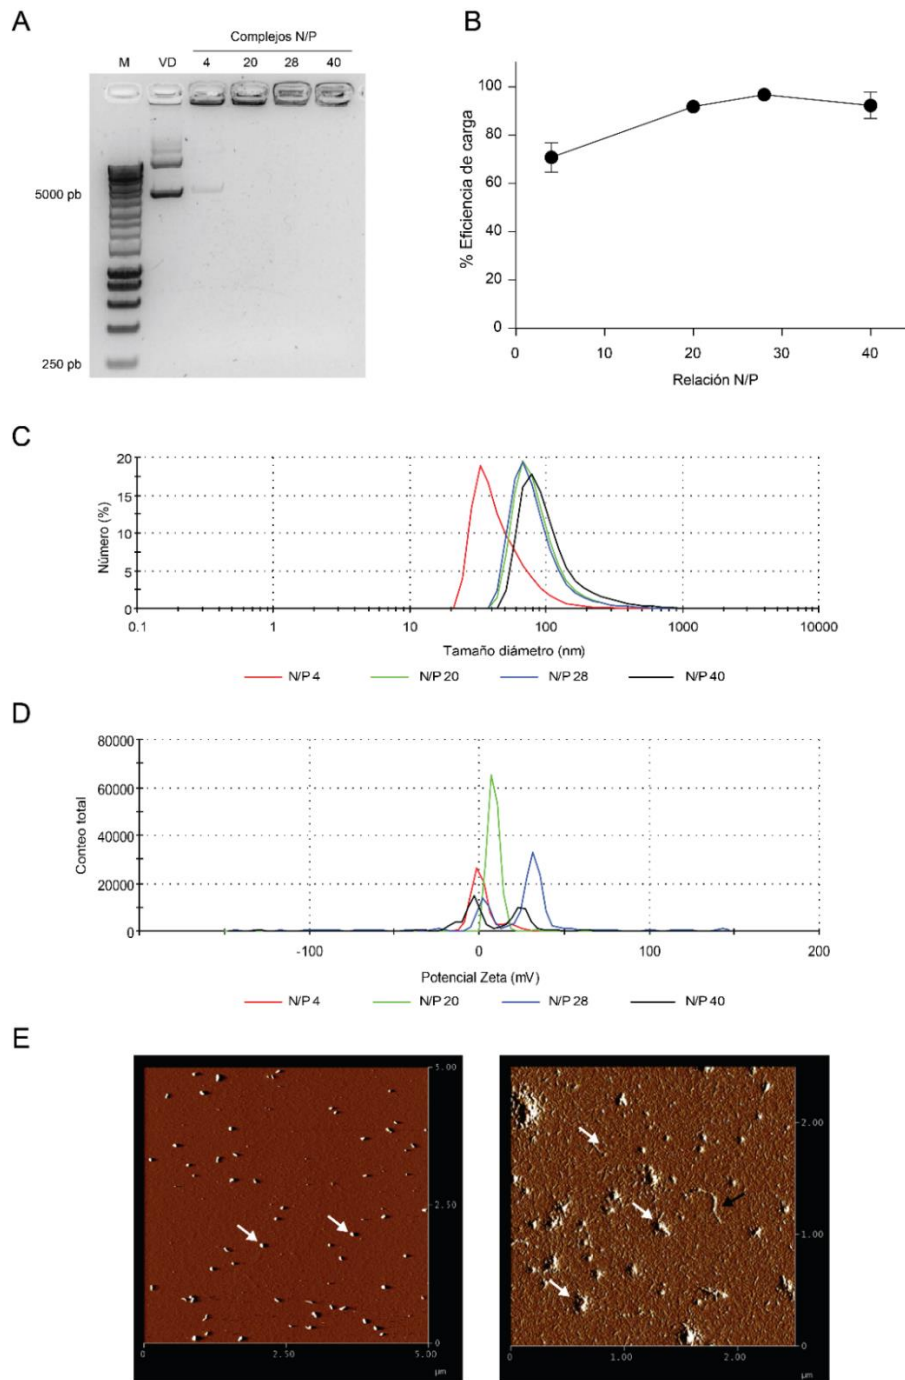 A
Complejos N/P
M VD 4 20 28 40
5000 pb
250 pb
B
% Eficiencia de carga
100
80
60
40
20
0
0 10 20 30 40
Relación N/P
C
Número (%)
20
15
10
5
0
0.1 1 10 100 1000 10000
Tamaño diámetro (nm)
N/P 4 N/P 20 N/P 28 N/P 40
D
Conteo total
80000
60000
40000
20000
0
-100 0 100 200
Potencial Zeta (mV)
N/P 4 N/P 20 N/P 28 N/P 40
E
5.00
2.50
0
0 2.50 5.00
µm
2.00
1.00
0
0 1.00 2.00
µm